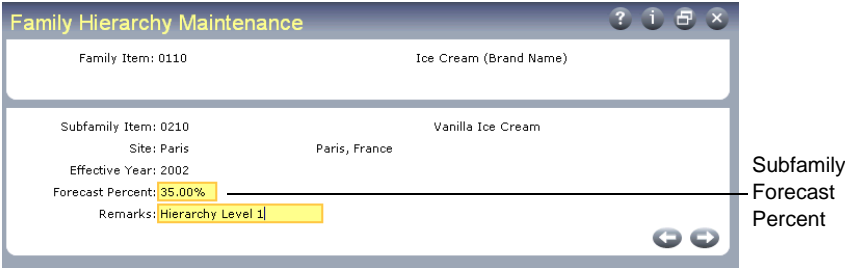 Family Hierarchy Maintenance
Family Item: 0110 Ice Cream (Brand Name)
Subfamily Item: 0210 Vanilla Ice Cream
Site: Paris Paris, France
Effective Year: 2002
Forecast Percent: 35.00%
Remarks: Hierarchy Level 1
Subfamily
Forecast
Percent